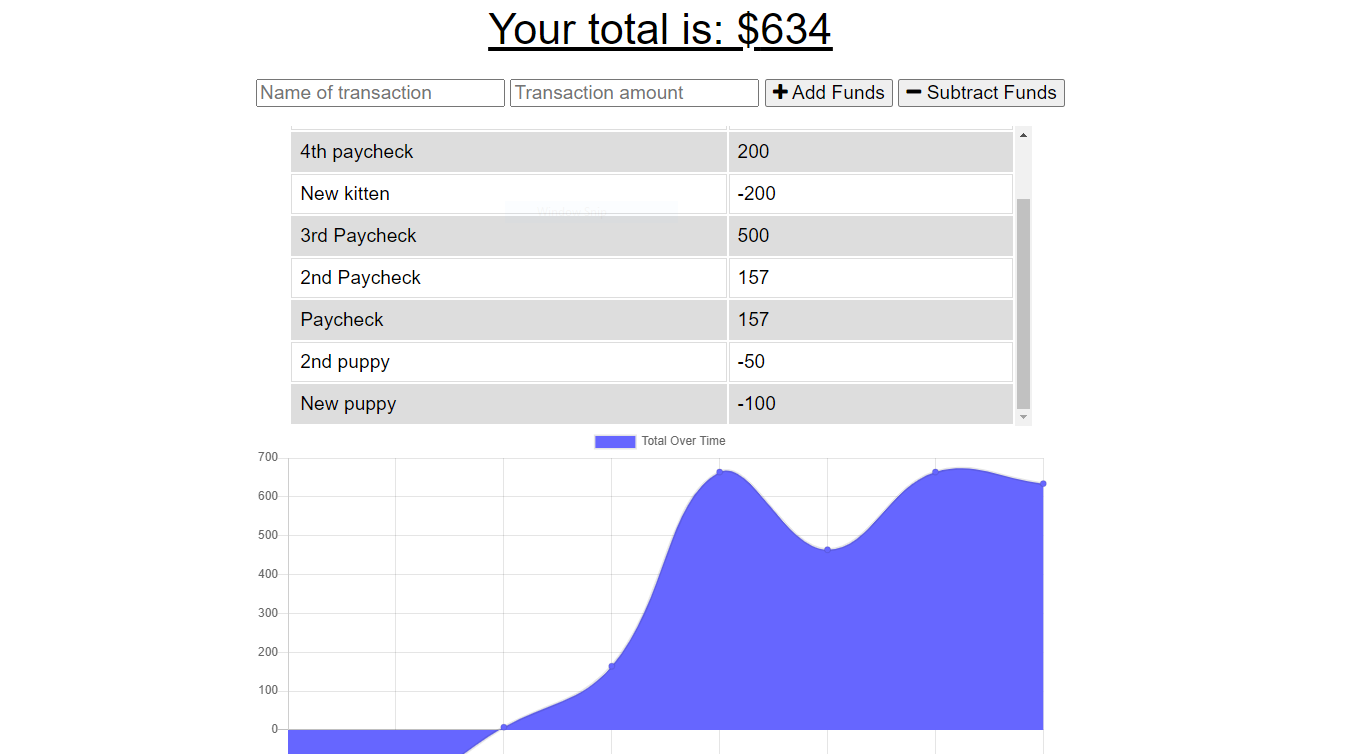 Your total is: $634
Name of transaction Transaction amount Add Funds Subtract Funds
4th paycheck 200
New kitten -200
3rd Paycheck 500
2nd Paycheck 157
Paycheck 157
2nd puppy -50
New puppy -100
Total Over Time
700
600
500
400
300
200
100
0